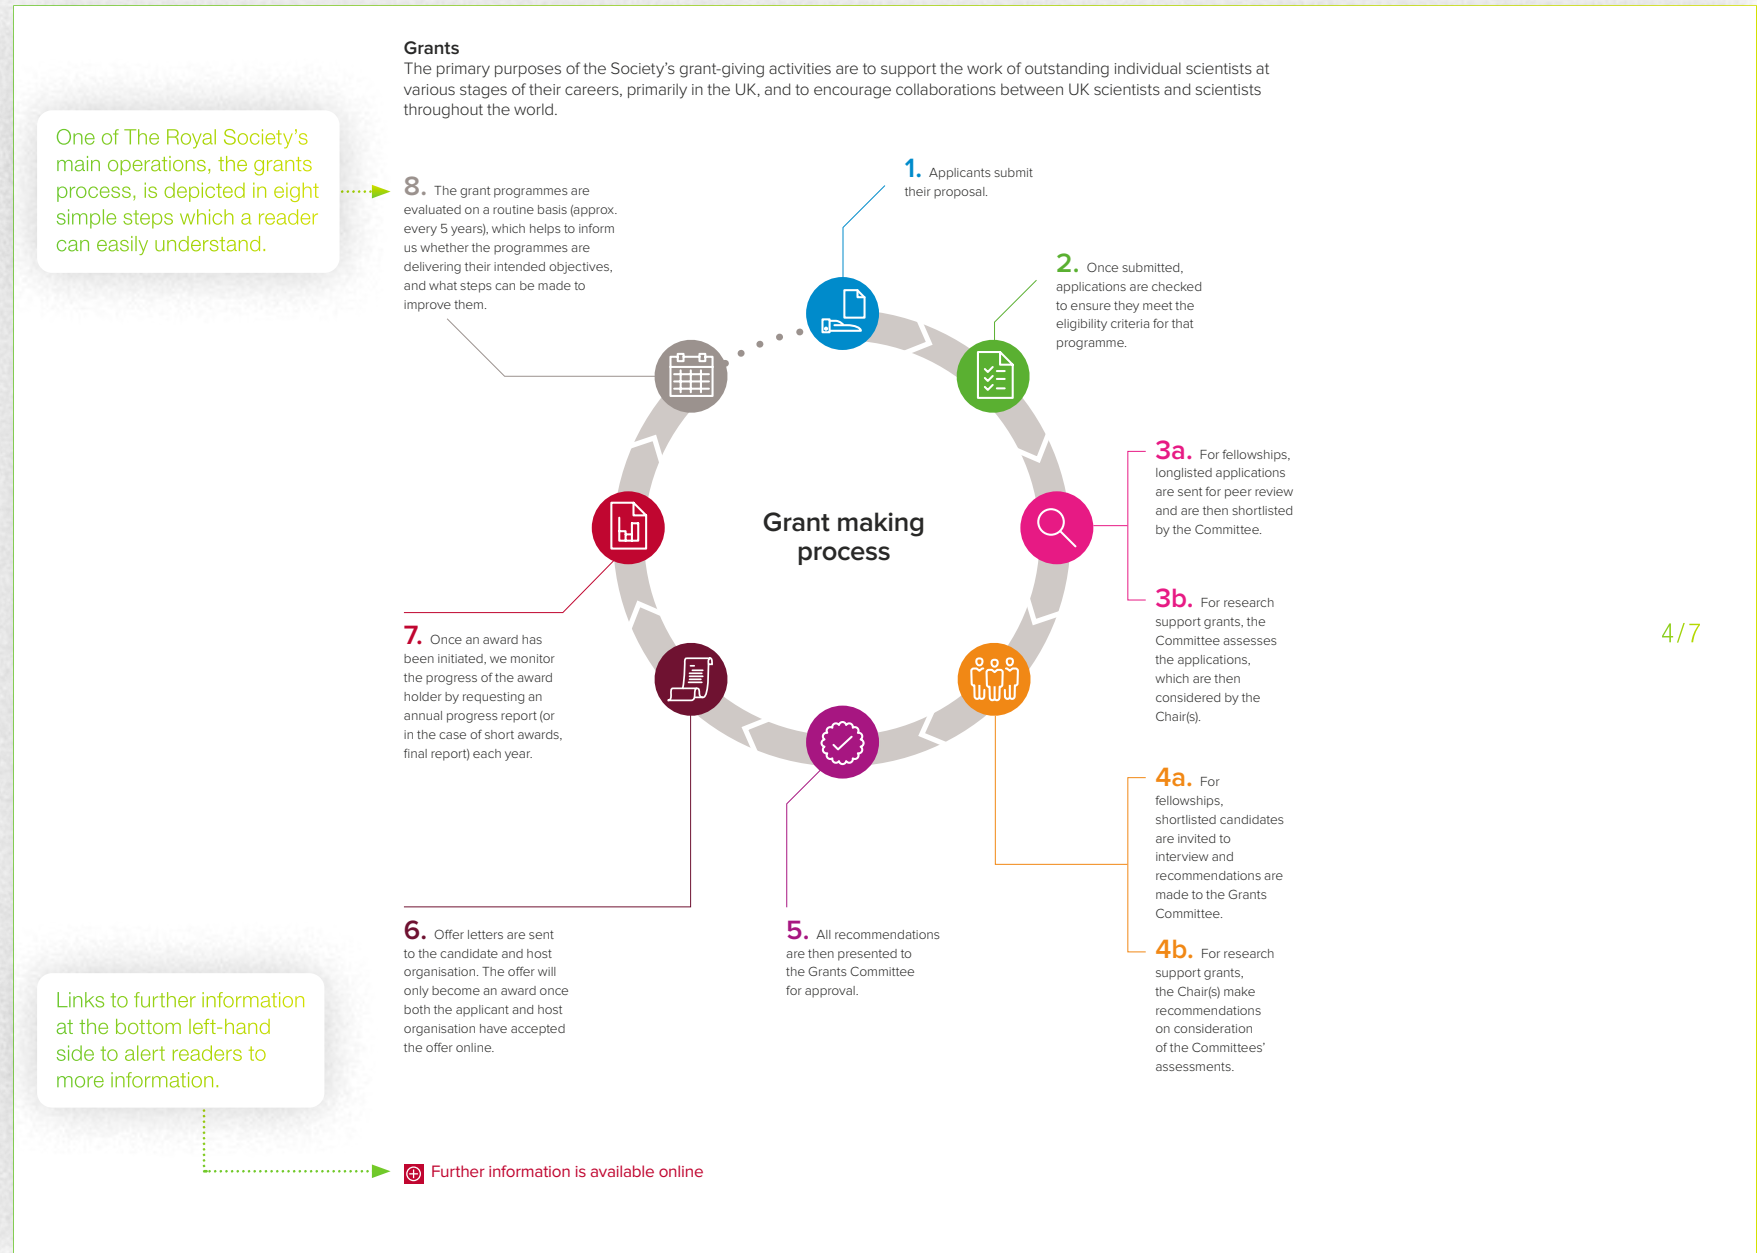 Grants
The primary purposes of the Society's grant-giving activities are to support the work of outstanding individual scientists at
various stages of their careers, primarily in the UK, and to encourage collaborations between UK scientists and scientists
throughout the world.
One of The Royal Society's
main operations, the grants
process, is depicted in eight
simple steps which a reader
can easily understand.
1. Applicants submit
their proposal.
2. Once submitted,
applications are checked
to ensure they meet the
eligibility criteria for that
programme.
3a. For fellowships,
longlisted applications
are sent for peer review
and are then shortlisted
by the Committee.
3b. For research
support grants, the
Committee assesses
the applications,
which are then
considered by the
Chair(s).
4a. For
fellowships,
shortlisted candidates
are invited to
interview and
recommendations are
made to the Grants
Committee.
4b. For research
support grants,
the Chair(s) make
recommendations
on consideration
of the Committees'
assessments.
5. All recommendations
are then presented to
the Grants Committee
for approval.
6. Offer letters are sent
to the candidate and host
organisation. The offer will
only become an award once
both the applicant and host
organisation have accepted
the offer online.
7. Once an award has
been initiated, we monitor
the progress of the award
holder by requesting an
annual progress report (or
in the case of short awards,
final report) each year.
8. The grant programmes are
evaluated on a routine basis (approx.
every 5 years), which helps to inform
us whether the programmes are
delivering their intended objectives,
and what steps can be made to
improve them.
Grant making
process
4/7
Links to further information
at the bottom left-hand
side to alert readers to
more information.
Further information is available online